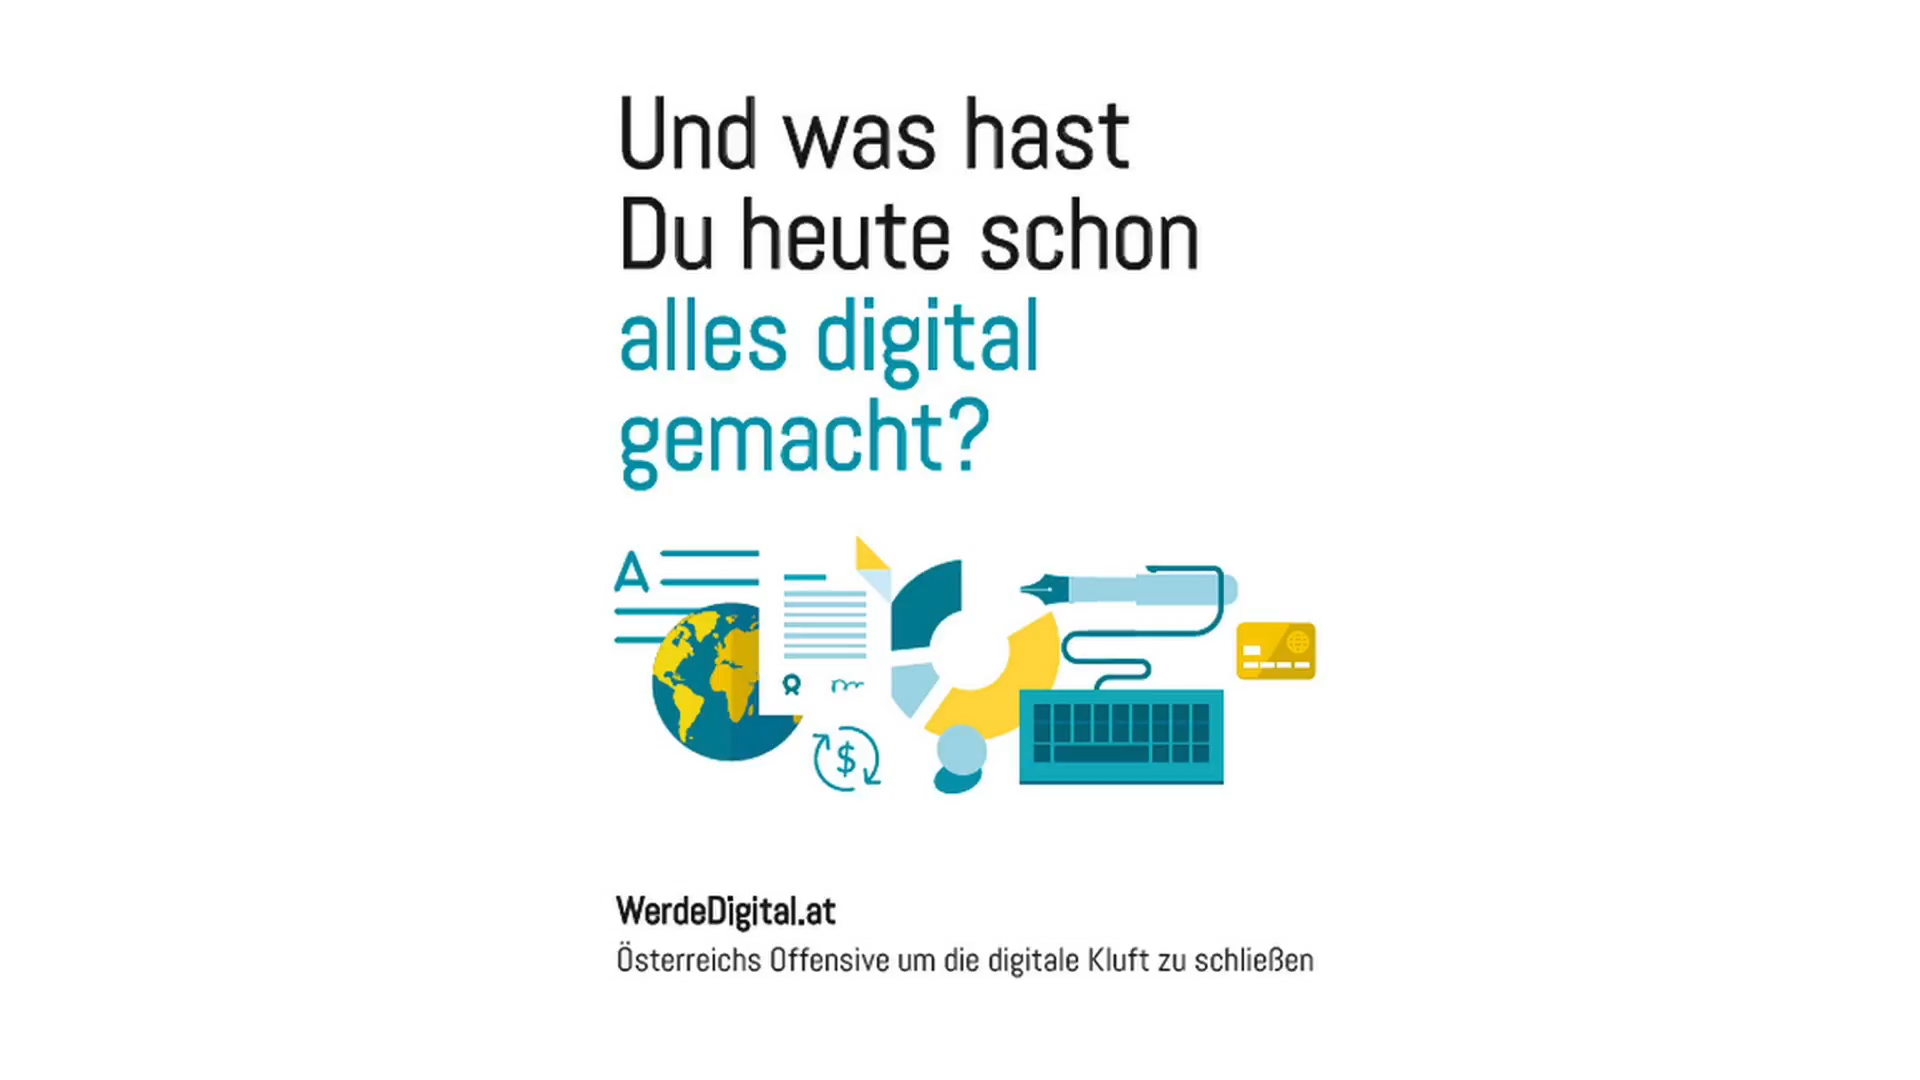 Und was hast
Du heute schon
alles digital
gemacht?
A
$
WerdeDigital.at
Österreichs Offensive um die digitale Kluft zu schließen